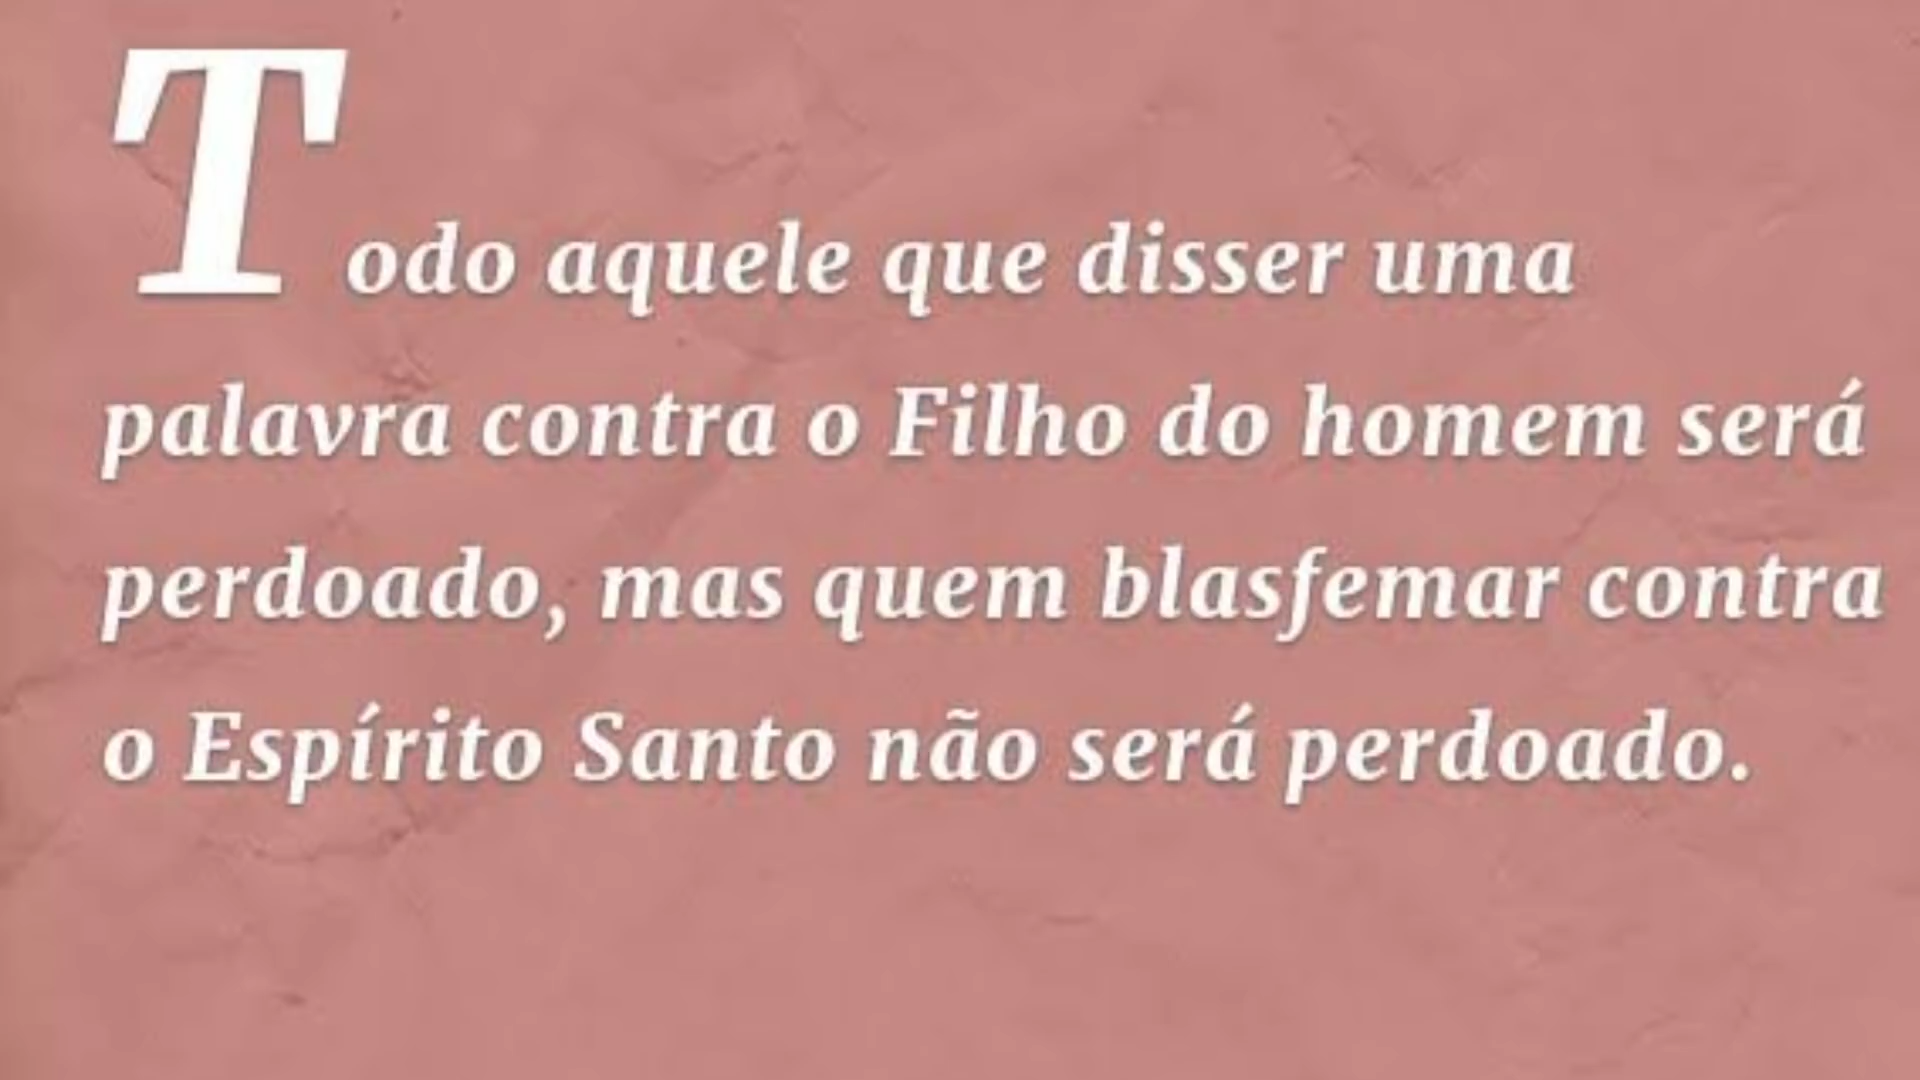 Todo aquele que disser uma
palavra contra o Filho do homem será
perdoado, mas quem blasfemar contra
o Espírito Santo não será perdoado.